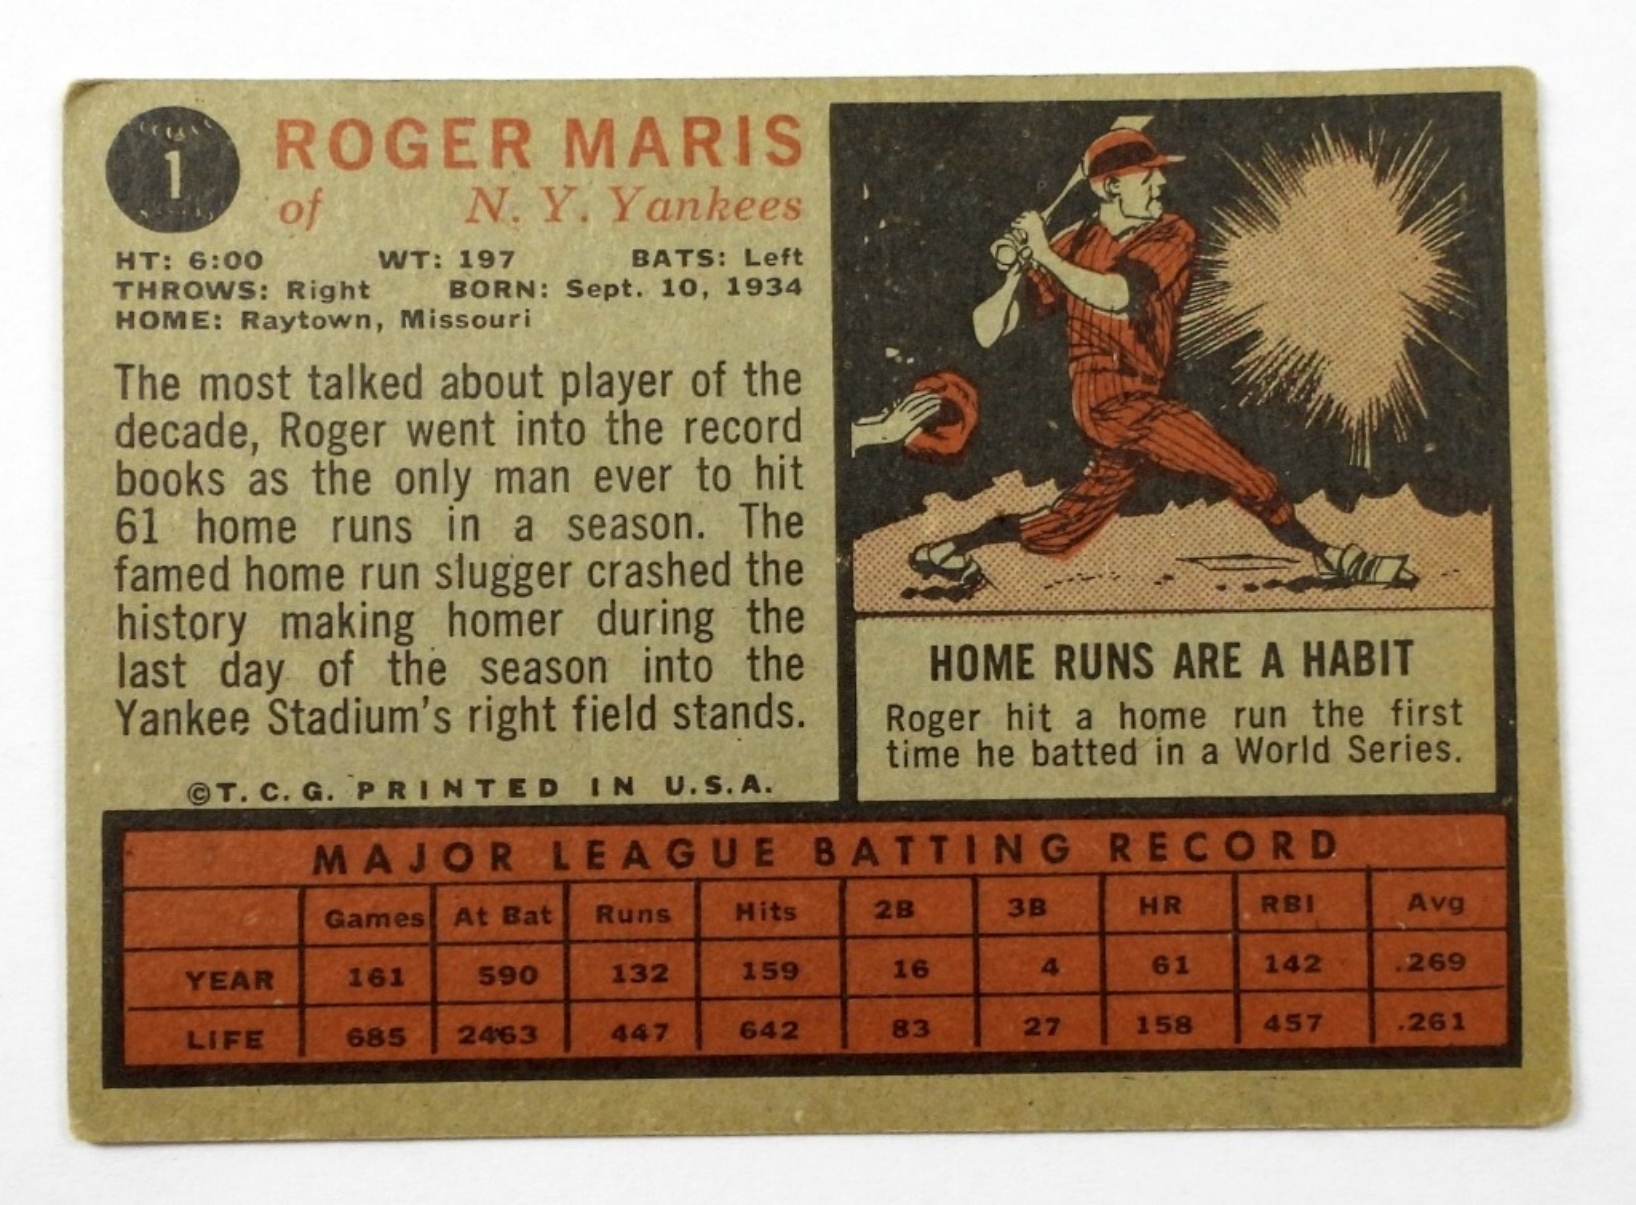 1
ROGER MARIS
of N. Y. Yankees
HT: 6:00 WT: 197 BATS: Left
THROWS: Right BORN: Sept. 10, 1934
HOME: Raytown, Missouri
The most talked about player of the
decade, Roger went into the record
books as the only man ever to hit
61 home runs in a season. The
famed home run slugger crashed the
history making homer during the
last day of the season into the
Yankee Stadium's right field stands.
©T. C. G. PRINTED IN U.S.A.
HOME RUNS ARE A HABIT
Roger hit a home run the first
time he batted in a World Series.
MAJOR LEAGUE BATTING RECORD
Games At Bat Runs Hits 2B 3B HR RBI Avg
YEAR 161 590 132 159 16 4 61 142 .269
LIFE 685 2463 447 642 83 27 158 457 .261